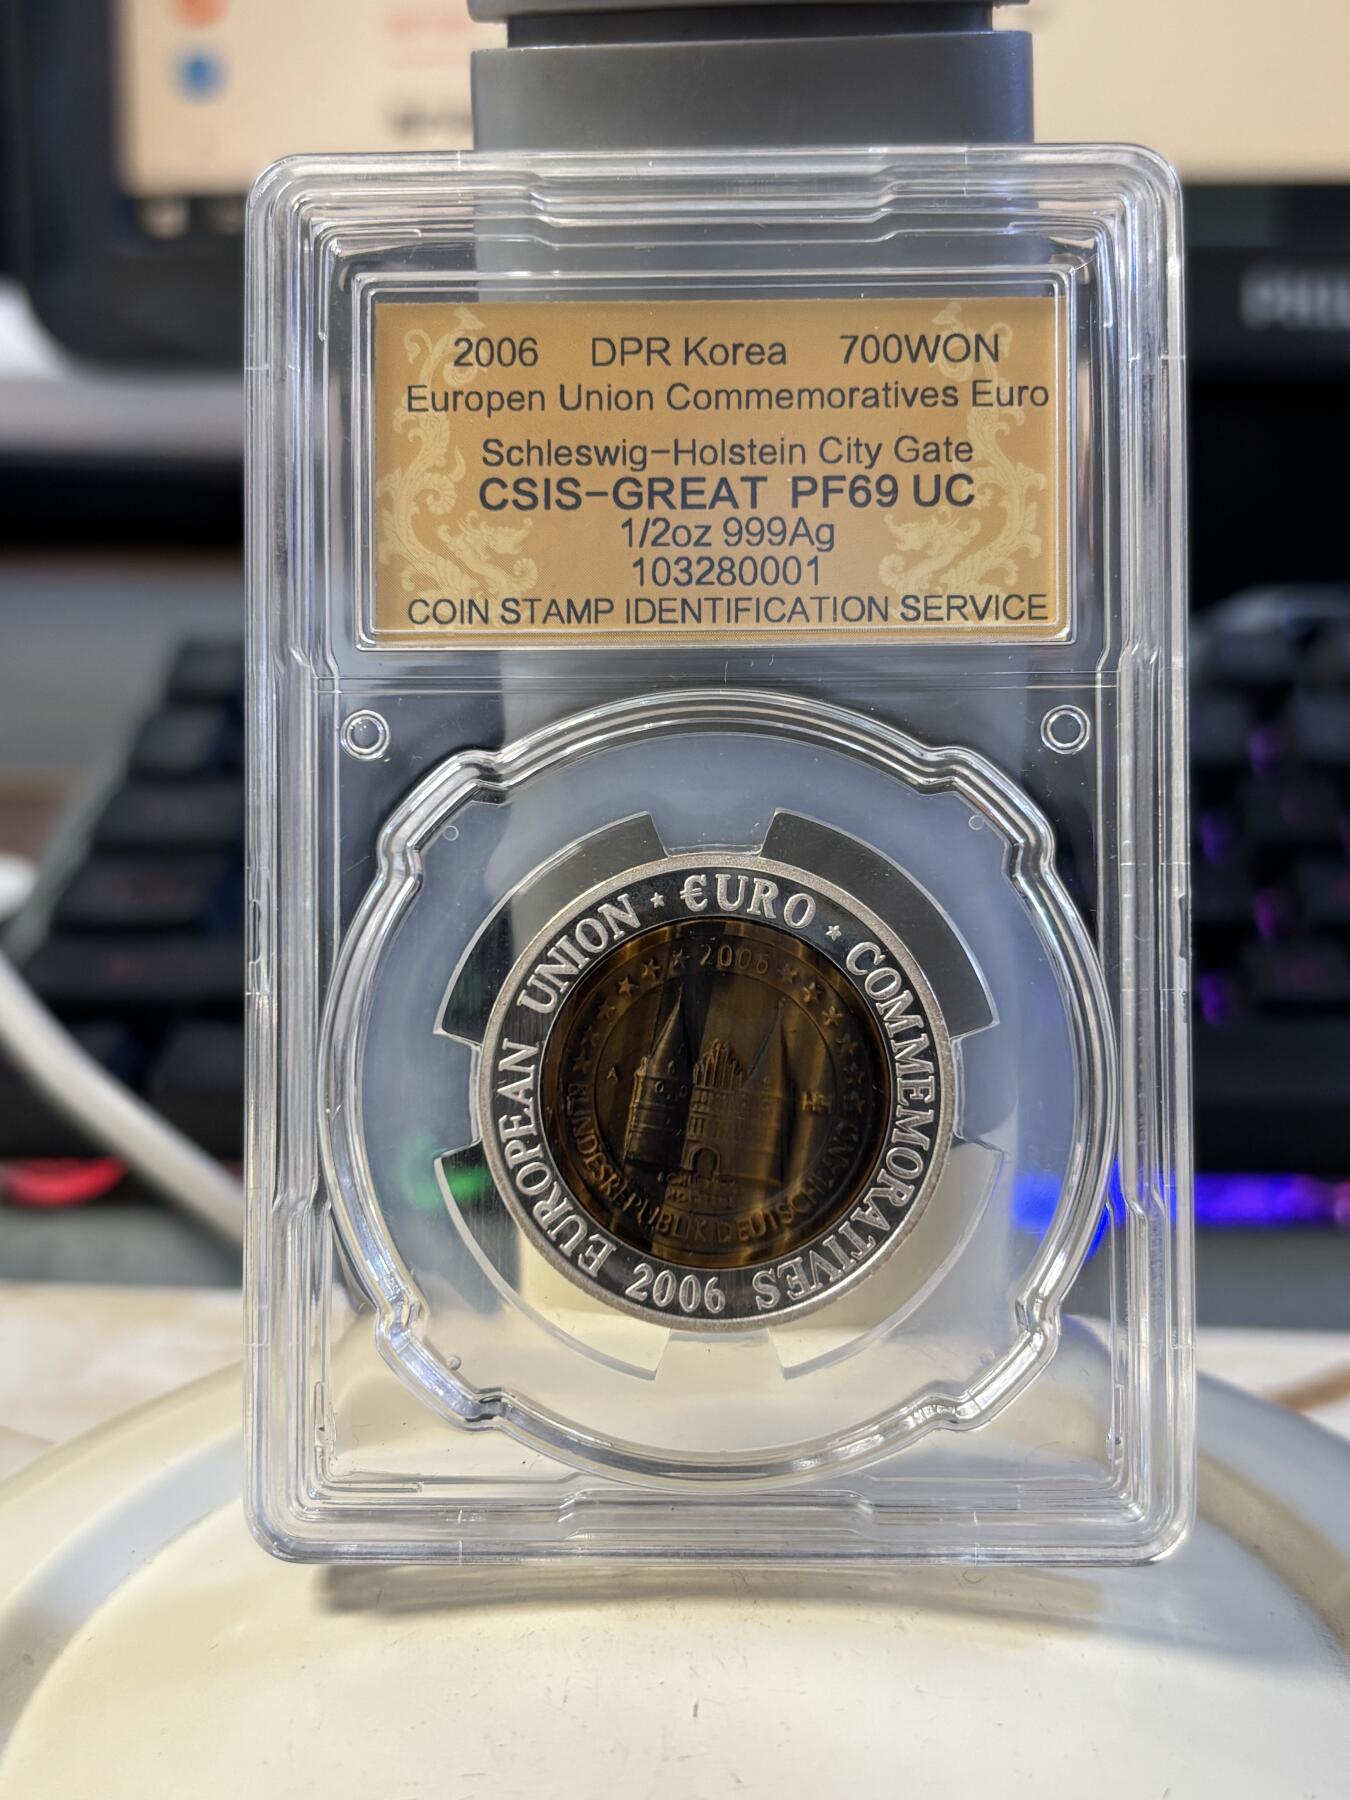 2006 DPR Korea 700WON
Europen Union Commemoratives Euro
Schleswig-Holstein City Gate
CSIS-GREAT PF69 UC
1/2oz 999Ag
103280001
COIN STAMP IDENTIFICATION SERVICE
EUROPEAN UNION · €URO · COMMEMORATIVES 2006
2006
A
BUNDESREPUBLIK DEUTSCHLAND